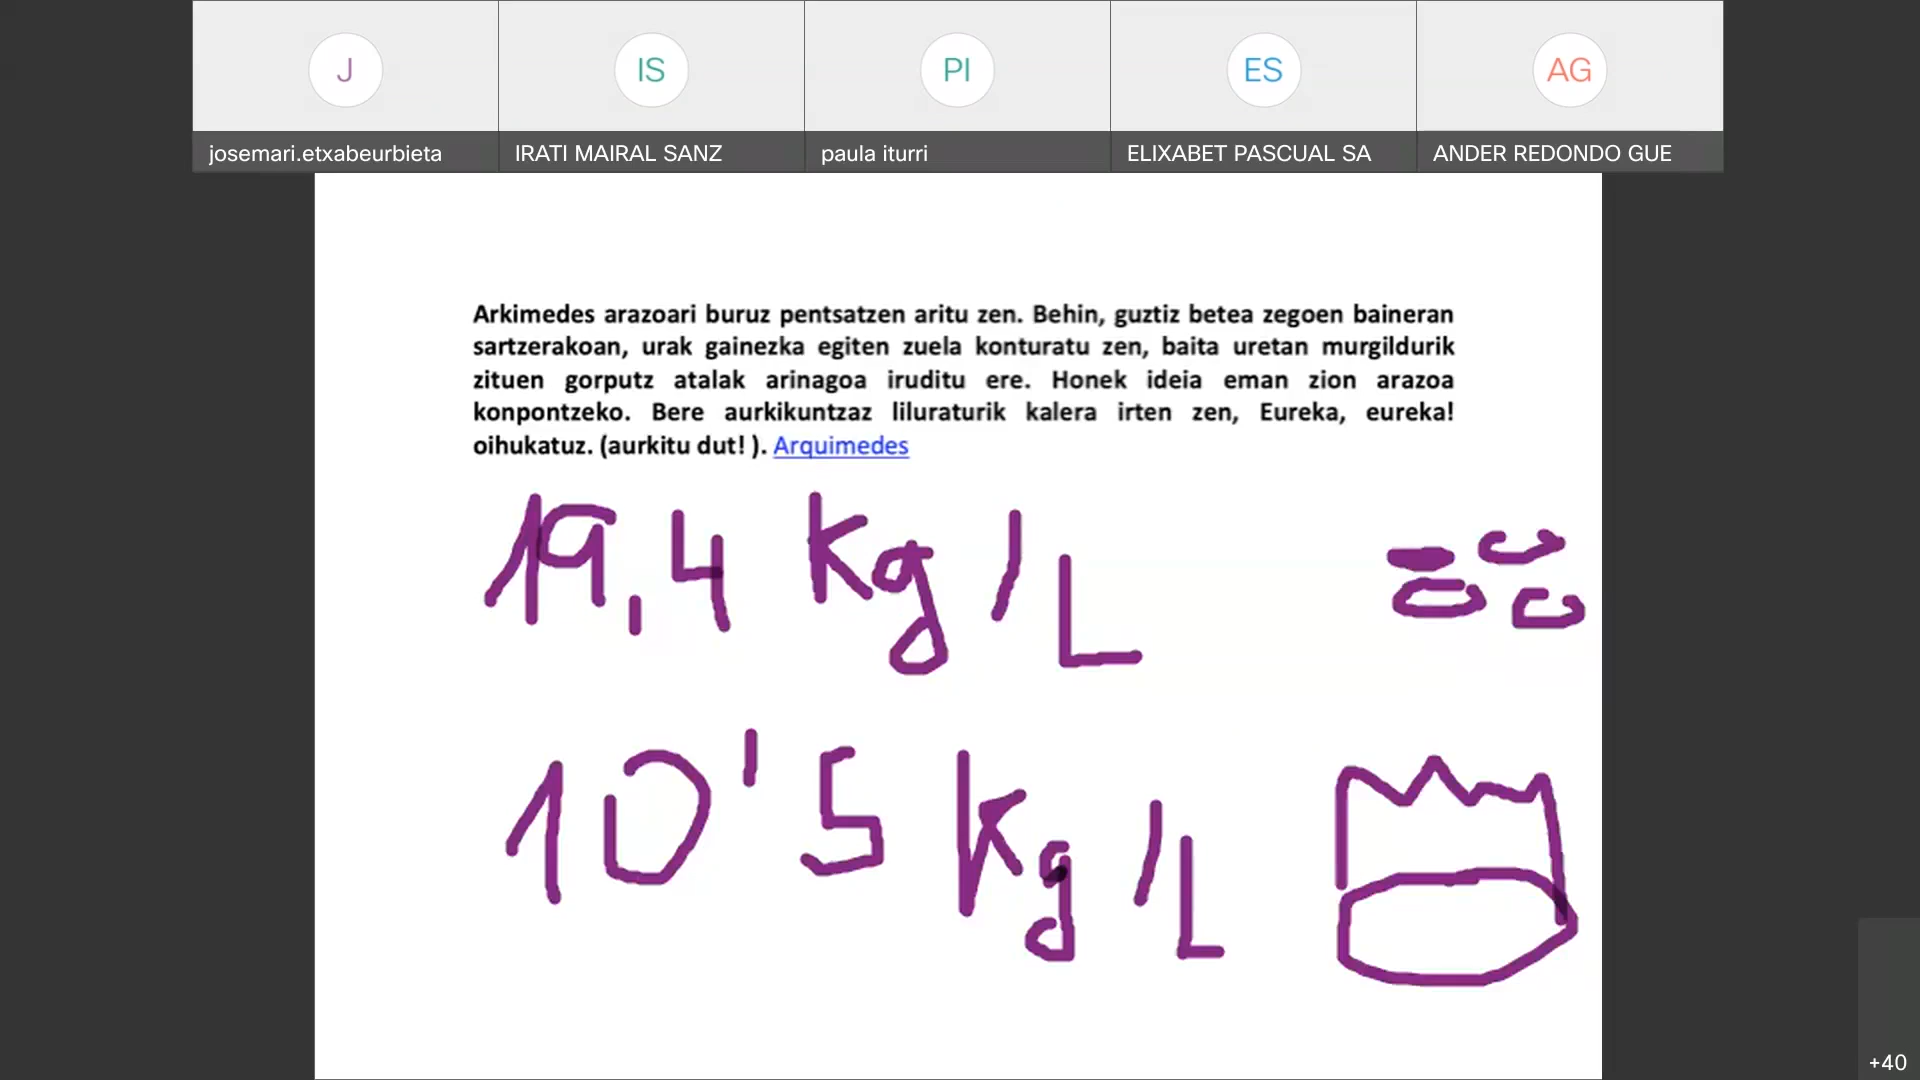 J IS PI ES AG
josemari.etxabeurbieta IRATI MAIRAL SANZ paula iturri ELIXABET PASCUAL SA ANDER REDONDO GUE
Arkimedes arazoari buruz pentsatzen aritu zen. Behin, guztiz betea zegoen baineran
sartzerakoan, urak gainezka egiten zuela konturatu zen, baita uretan murgildurik
zituen gorputz atalak arinagoa iruditu ere. Honek ideia eman zion arazoa
konpontzeko. Bere aurkikuntzaz liluraturik kalera irten zen, Eureka, eureka!
oihukatuz. (aurkitu dut! ). Arquimedes
19,4 kg/L
10'5 kg/L
+40